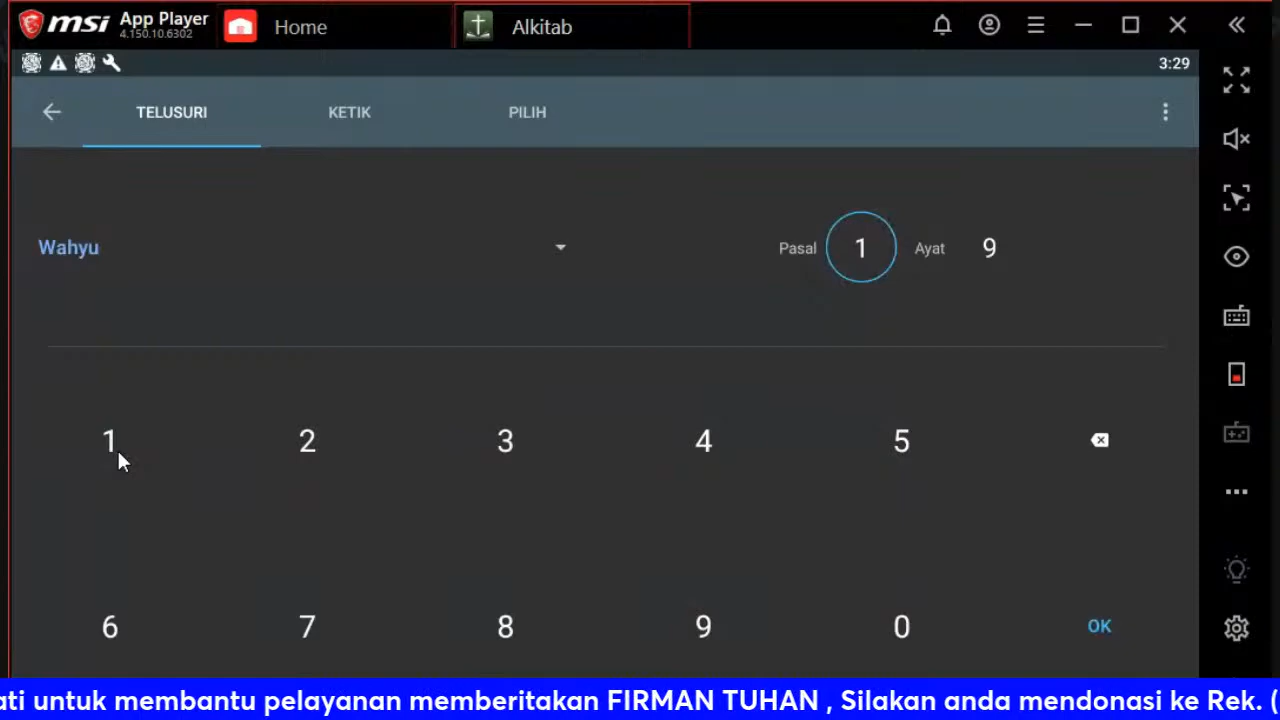 msi App Player
4.150.10.6302
Home
Alkitab
3:29
TELUSURI KETIK PILIH
Wahyu
Pasal 1 Ayat 9
1 2 3 4 5
6 7 8 9 0 OK
ati untuk membantu pelayanan memberitakan FIRMAN TUHAN , Silakan anda mendonasi ke Rek. (